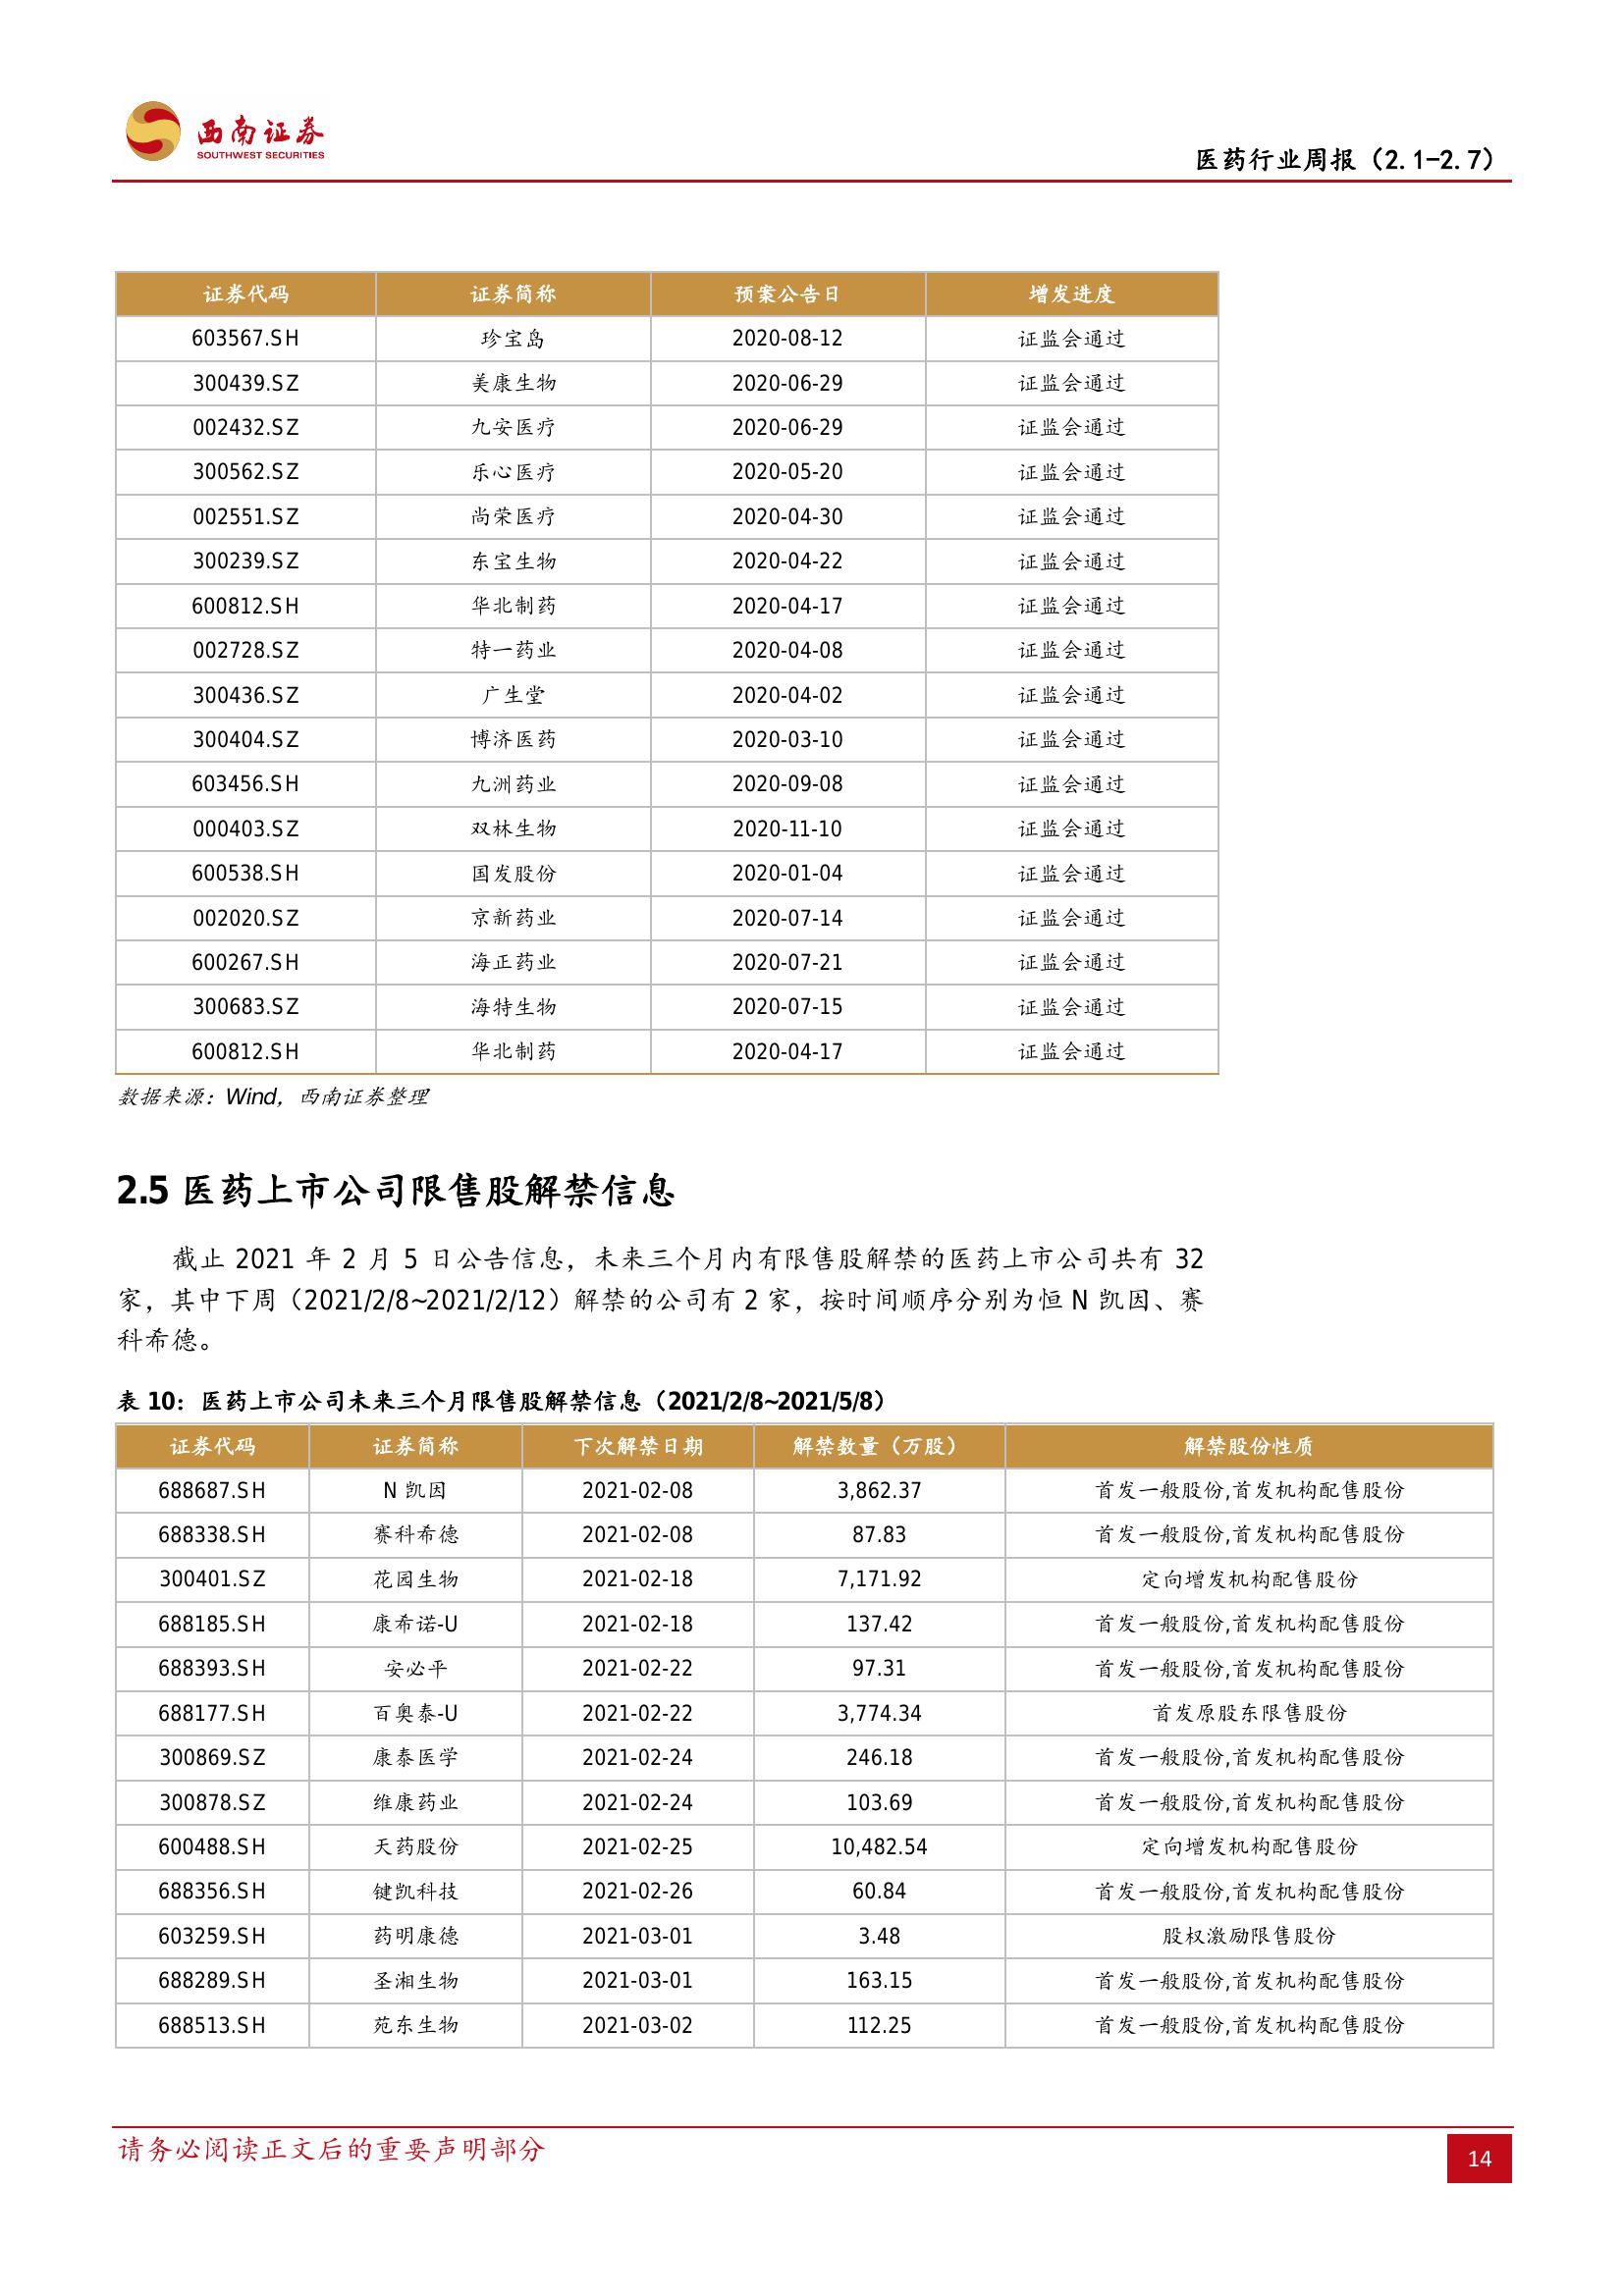 西南证券
SOUTHWEST SECURITIES
医药行业周报（2.1-2.7）
证券代码 证券简称 预案公告日 增发进度
603567.SH 珍宝岛 2020-08-12 证监会通过
300439.SZ 美康生物 2020-06-29 证监会通过
002432.SZ 九安医疗 2020-06-29 证监会通过
300562.SZ 乐心医疗 2020-05-20 证监会通过
002551.SZ 尚荣医疗 2020-04-30 证监会通过
300239.SZ 东宝生物 2020-04-22 证监会通过
600812.SH 华北制药 2020-04-17 证监会通过
002728.SZ 特一药业 2020-04-08 证监会通过
300436.SZ 广生堂 2020-04-02 证监会通过
300404.SZ 博济医药 2020-03-10 证监会通过
603456.SH 九洲药业 2020-09-08 证监会通过
000403.SZ 双林生物 2020-11-10 证监会通过
600538.SH 国发股份 2020-01-04 证监会通过
002020.SZ 京新药业 2020-07-14 证监会通过
600267.SH 海正药业 2020-07-21 证监会通过
300683.SZ 海特生物 2020-07-15 证监会通过
600812.SH 华北制药 2020-04-17 证监会通过
数据来源：Wind，西南证券整理
2.5 医药上市公司限售股解禁信息
截止 2021 年 2 月 5 日公告信息，未来三个月内有限售股解禁的医药上市公司共有 32
家，其中下周（2021/2/8~2021/2/12）解禁的公司有 2 家，按时间顺序分别为恒 N 凯因、赛
科希德。
表 10：医药上市公司未来三个月限售股解禁信息（2021/2/8~2021/5/8）
证券代码 证券简称 下次解禁日期 解禁数量（万股） 解禁股份性质
688687.SH N 凯因 2021-02-08 3,862.37 首发一般股份,首发机构配售股份
688338.SH 赛科希德 2021-02-08 87.83 首发一般股份,首发机构配售股份
300401.SZ 花园生物 2021-02-18 7,171.92 定向增发机构配售股份
688185.SH 康希诺-U 2021-02-18 137.42 首发一般股份,首发机构配售股份
688393.SH 安必平 2021-02-22 97.31 首发一般股份,首发机构配售股份
688177.SH 百奥泰-U 2021-02-22 3,774.34 首发原股东限售股份
300869.SZ 康泰医学 2021-02-24 246.18 首发一般股份,首发机构配售股份
300878.SZ 维康药业 2021-02-24 103.69 首发一般股份,首发机构配售股份
600488.SH 天药股份 2021-02-25 10,482.54 定向增发机构配售股份
688356.SH 键凯科技 2021-02-26 60.84 首发一般股份,首发机构配售股份
603259.SH 药明康德 2021-03-01 3.48 股权激励限售股份
688289.SH 圣湘生物 2021-03-01 163.15 首发一般股份,首发机构配售股份
688513.SH 苑东生物 2021-03-02 112.25 首发一般股份,首发机构配售股份
请务必阅读正文后的重要声明部分
14